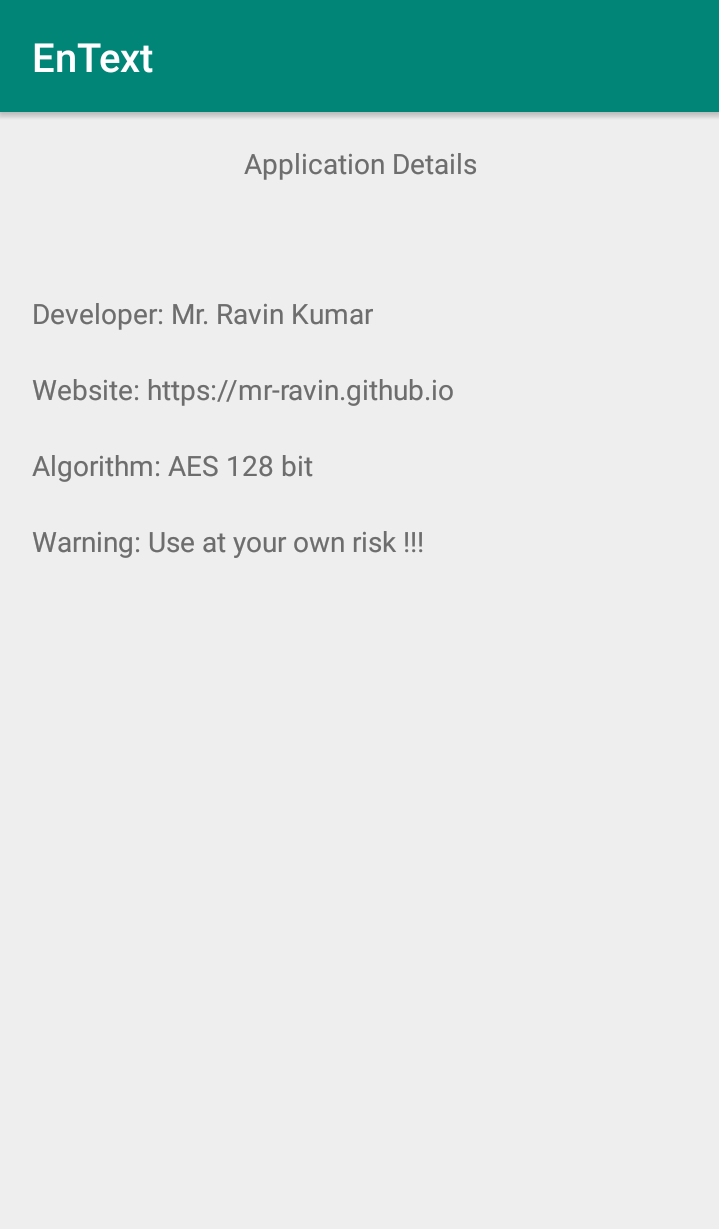 EnText
Application Details
Developer: Mr. Ravin Kumar
Website: https://mr-ravin.github.io
Algorithm: AES 128 bit
Warning: Use at your own risk !!!